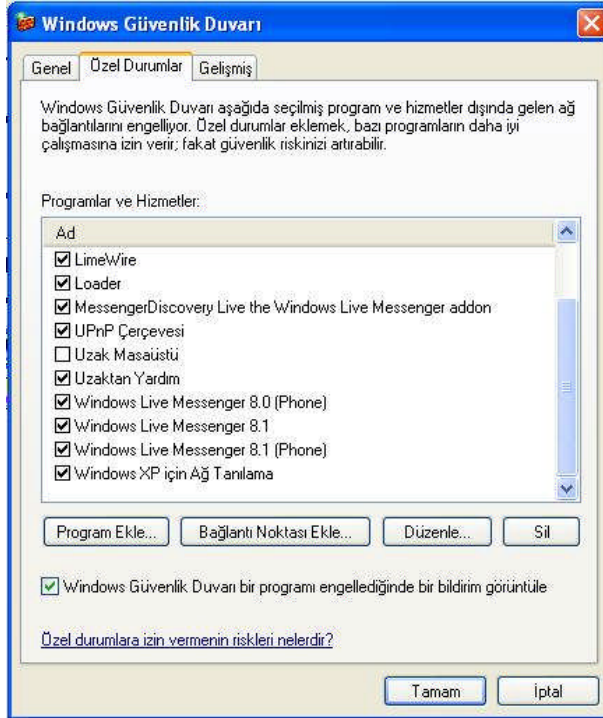 Windows Güvenlik Duvarı
Genel Özel Durumlar Gelişmiş
Windows Güvenlik Duvarı aşağıda seçilmiş program ve hizmetler dışında gelen ağ
bağlantılarını engelliyor. Özel durumlar eklemek, bazı programların daha iyi
çalışmasına izin verir; fakat güvenlik riskinizi artırabilir.
Programlar ve Hizmetler:
Ad
LimeWire
Loader
MessengerDiscovery Live the Windows Live Messenger addon
UPnP Çerçevesi
Uzak Masaüstü
Uzaktan Yardım
Windows Live Messenger 8.0 (Phone)
Windows Live Messenger 8.1
Windows Live Messenger 8.1 (Phone)
Windows XP için Ağ Tanılama
Program Ekle... Bağlantı Noktası Ekle... Düzenle... Sil
Windows Güvenlik Duvarı bir programı engellediğinde bir bildirim görüntüle
Özel durumlara izin vermenin riskleri nelerdir?
Tamam İptal